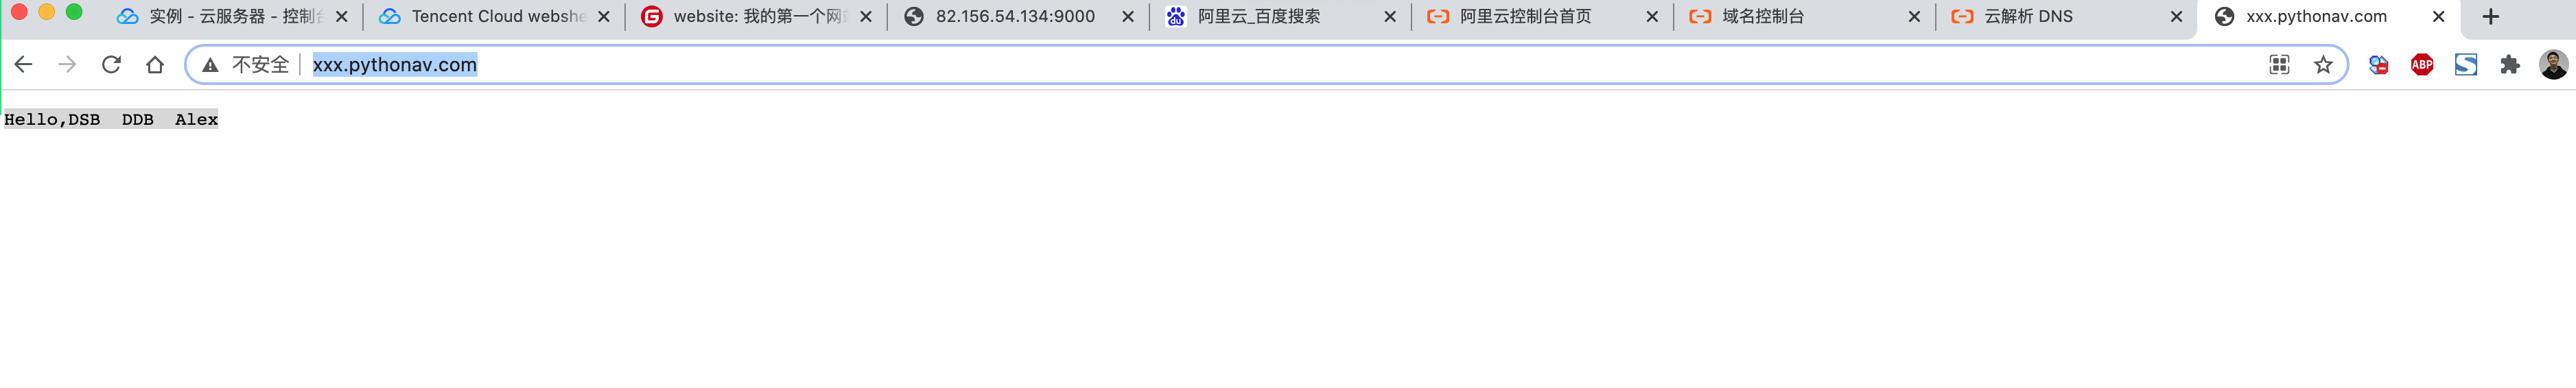 实例 - 云服务器 - 控制台
Tencent Cloud webshe
website: 我的第一个网站
82.156.54.134:9000
阿里云_百度搜索
阿里云控制台首页
域名控制台
云解析 DNS
xxx.pythonav.com
不安全
xxx.pythonav.com
ABP
Hello,DSB  DDB  Alex